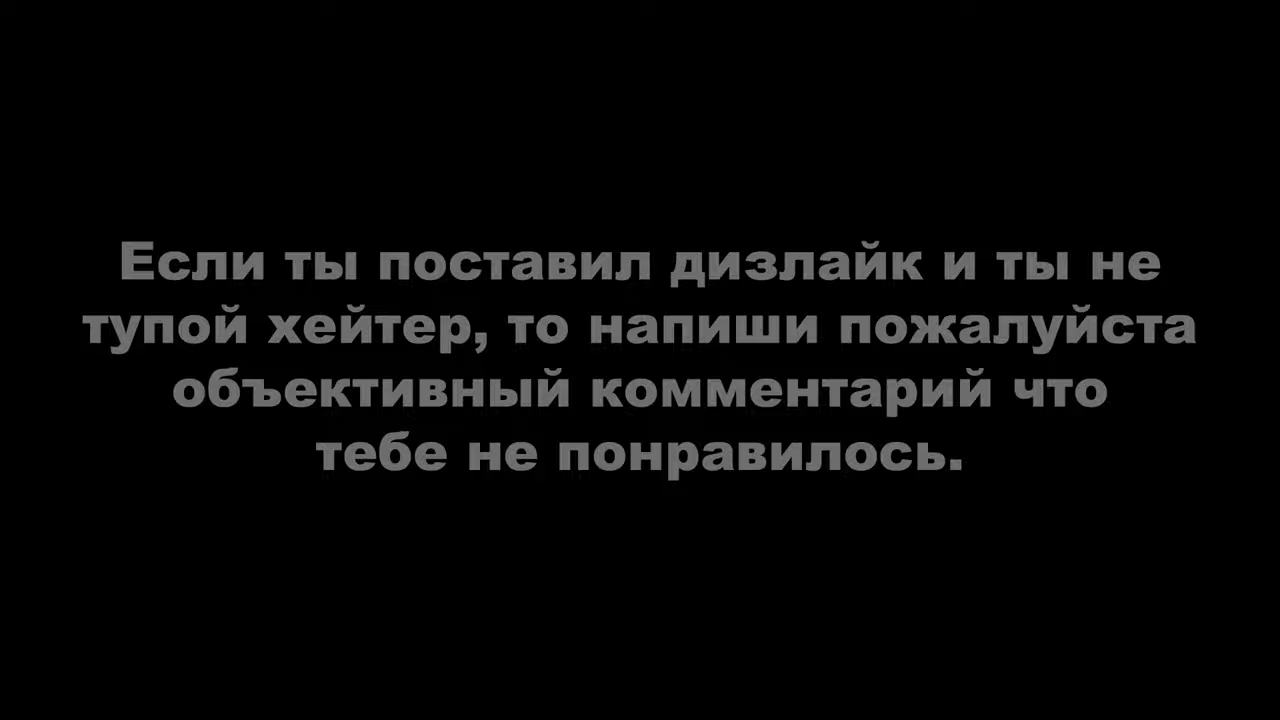 Если ты поставил дизлайк и ты не
тупой хейтер, то напиши пожалуйста
объективный комментарий что
тебе не понравилось.